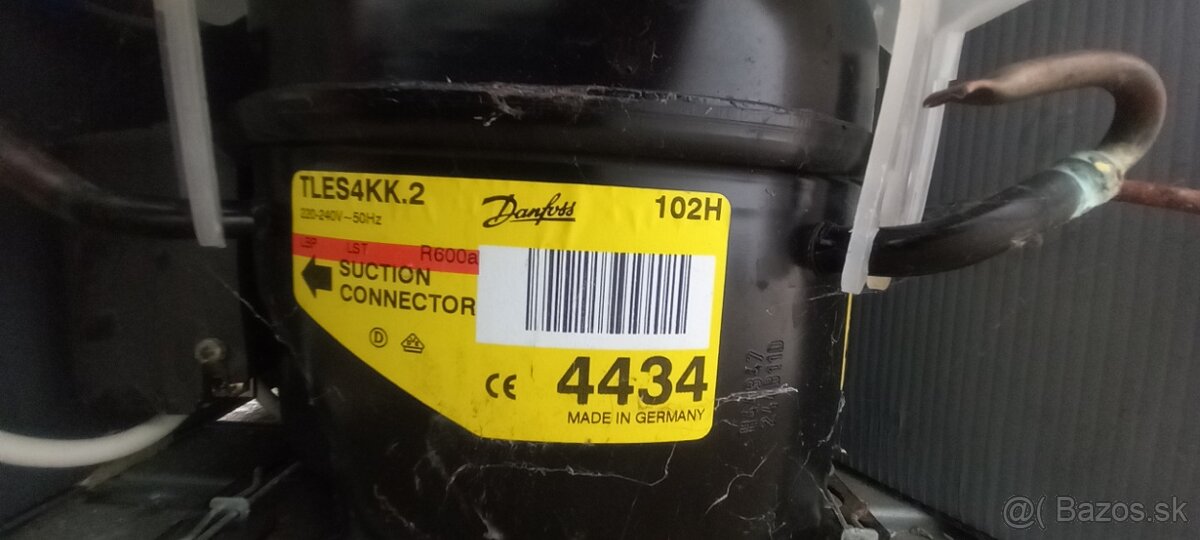 TLES4KK.2
Danfoss
102H
220-240V~50Hz
LBP LST R600a
SUCTION
CONNECTOR
D
CE
4434
MADE IN GERMANY
@( Bazos.sk